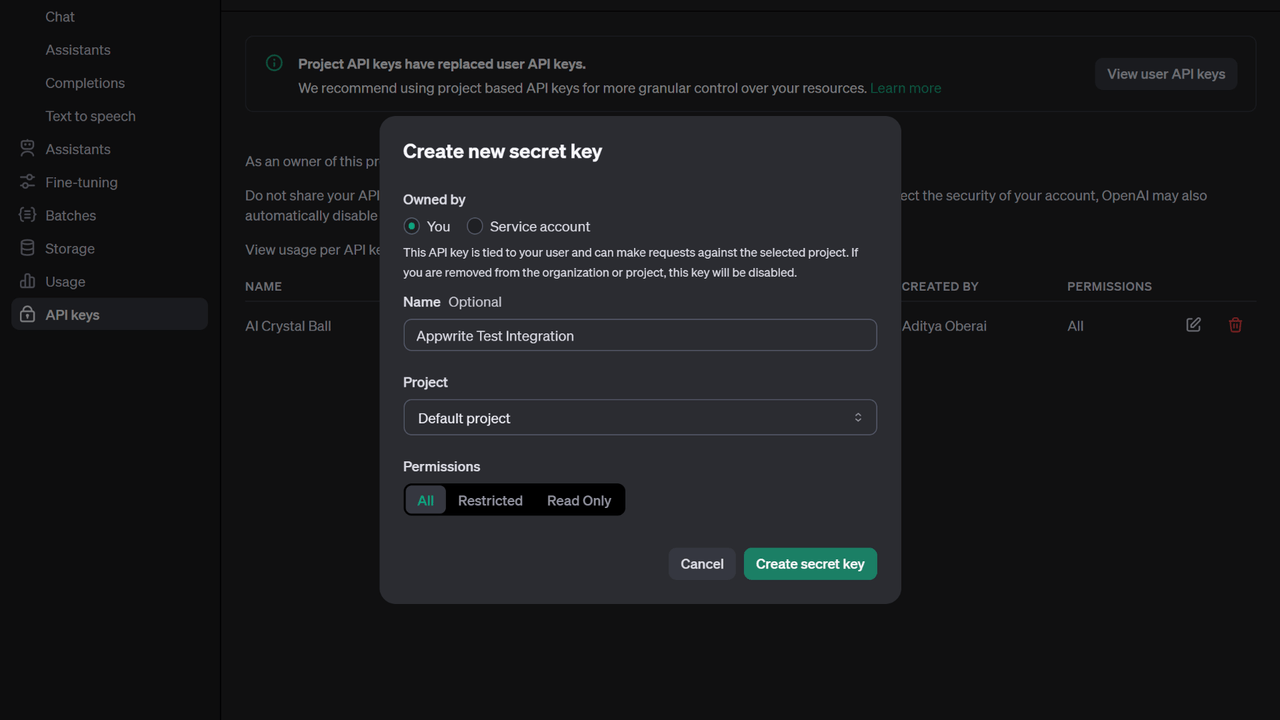 Chat
Assistants
Completions
Text to speech
Assistants
Fine-tuning
Batches
Storage
Usage
API keys
Project API keys have replaced user API keys.
We recommend using project based API keys for more granular control over your resources. Learn more
View user API keys
As an owner of this
Do not share your API
ect the security of your account, OpenAI may also
automatically disable
View usage per API
NAME
CREATED BY
PERMISSIONS
AI Crystal Ball
Aditya Oberai
All
Create new secret key
Owned by
You
Service account
This API key is tied to your user and can make requests against the selected project. If
you are removed from the organization or project, this key will be disabled.
Name Optional
Appwrite Test Integration
Project
Default project
Permissions
All
Restricted
Read Only
Cancel
Create secret key